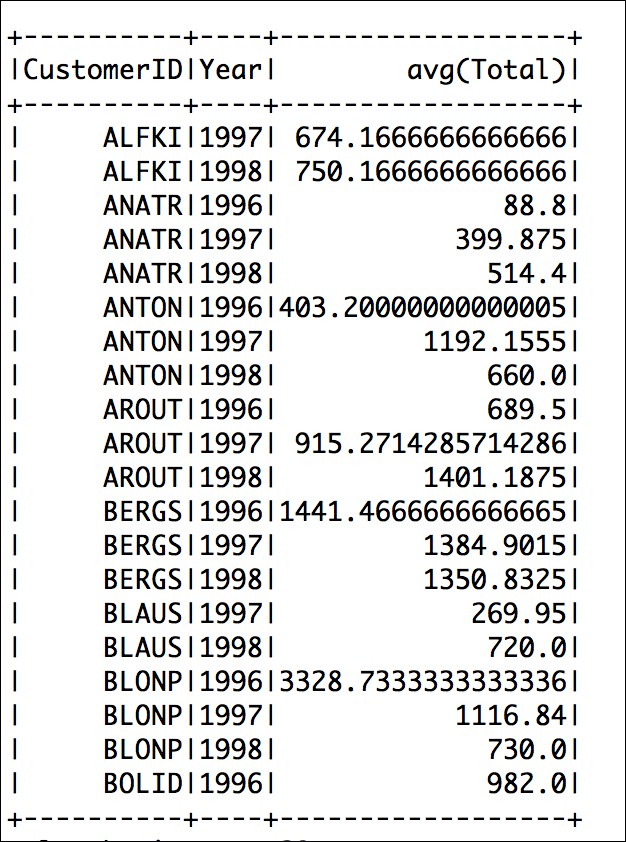 +----------+----+------------------+
|CustomerID|Year|        avg(Total)|
+----------+----+------------------+
|     ALFKI|1997| 674.1666666666666|
|     ALFKI|1998| 750.1666666666666|
|     ANATR|1996|              88.8|
|     ANATR|1997|           399.875|
|     ANATR|1998|             514.4|
|     ANTON|1996|403.20000000000005|
|     ANTON|1997|         1192.1555|
|     ANTON|1998|             660.0|
|     AROUT|1996|             689.5|
|     AROUT|1997| 915.2714285714286|
|     AROUT|1998|         1401.1875|
|     BERGS|1996|1441.4666666666665|
|     BERGS|1997|         1384.9015|
|     BERGS|1998|         1350.8325|
|     BLAUS|1997|            269.95|
|     BLAUS|1998|             720.0|
|     BLONP|1996|3328.7333333333336|
|     BLONP|1997|           1116.84|
|     BLONP|1998|             730.0|
|     BOLID|1996|             982.0|
+----------+----+------------------+